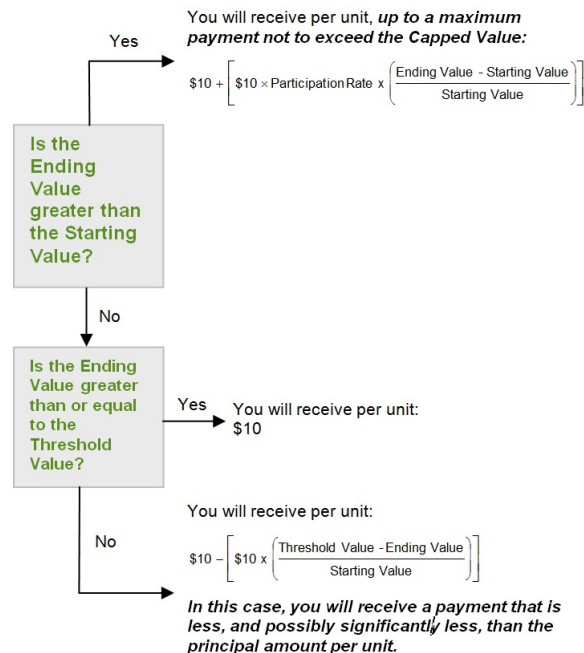 You will receive per unit, up to a maximum
payment not to exceed the Capped Value:
Yes
$10 + [$10 × Participation Rate x (Ending Value - Starting Value / Starting Value)]
Is the
Ending
Value
greater than
the Starting
Value?
No
Is the Ending
Value greater
than or equal
to the
Threshold
Value?
Yes
You will receive per unit:
$10
No
You will receive per unit:
$10 − [$10 x (Threshold Value - Ending Value / Starting Value)]
In this case, you will receive a payment that is
less, and possibly significantly less, than the
principal amount per unit.